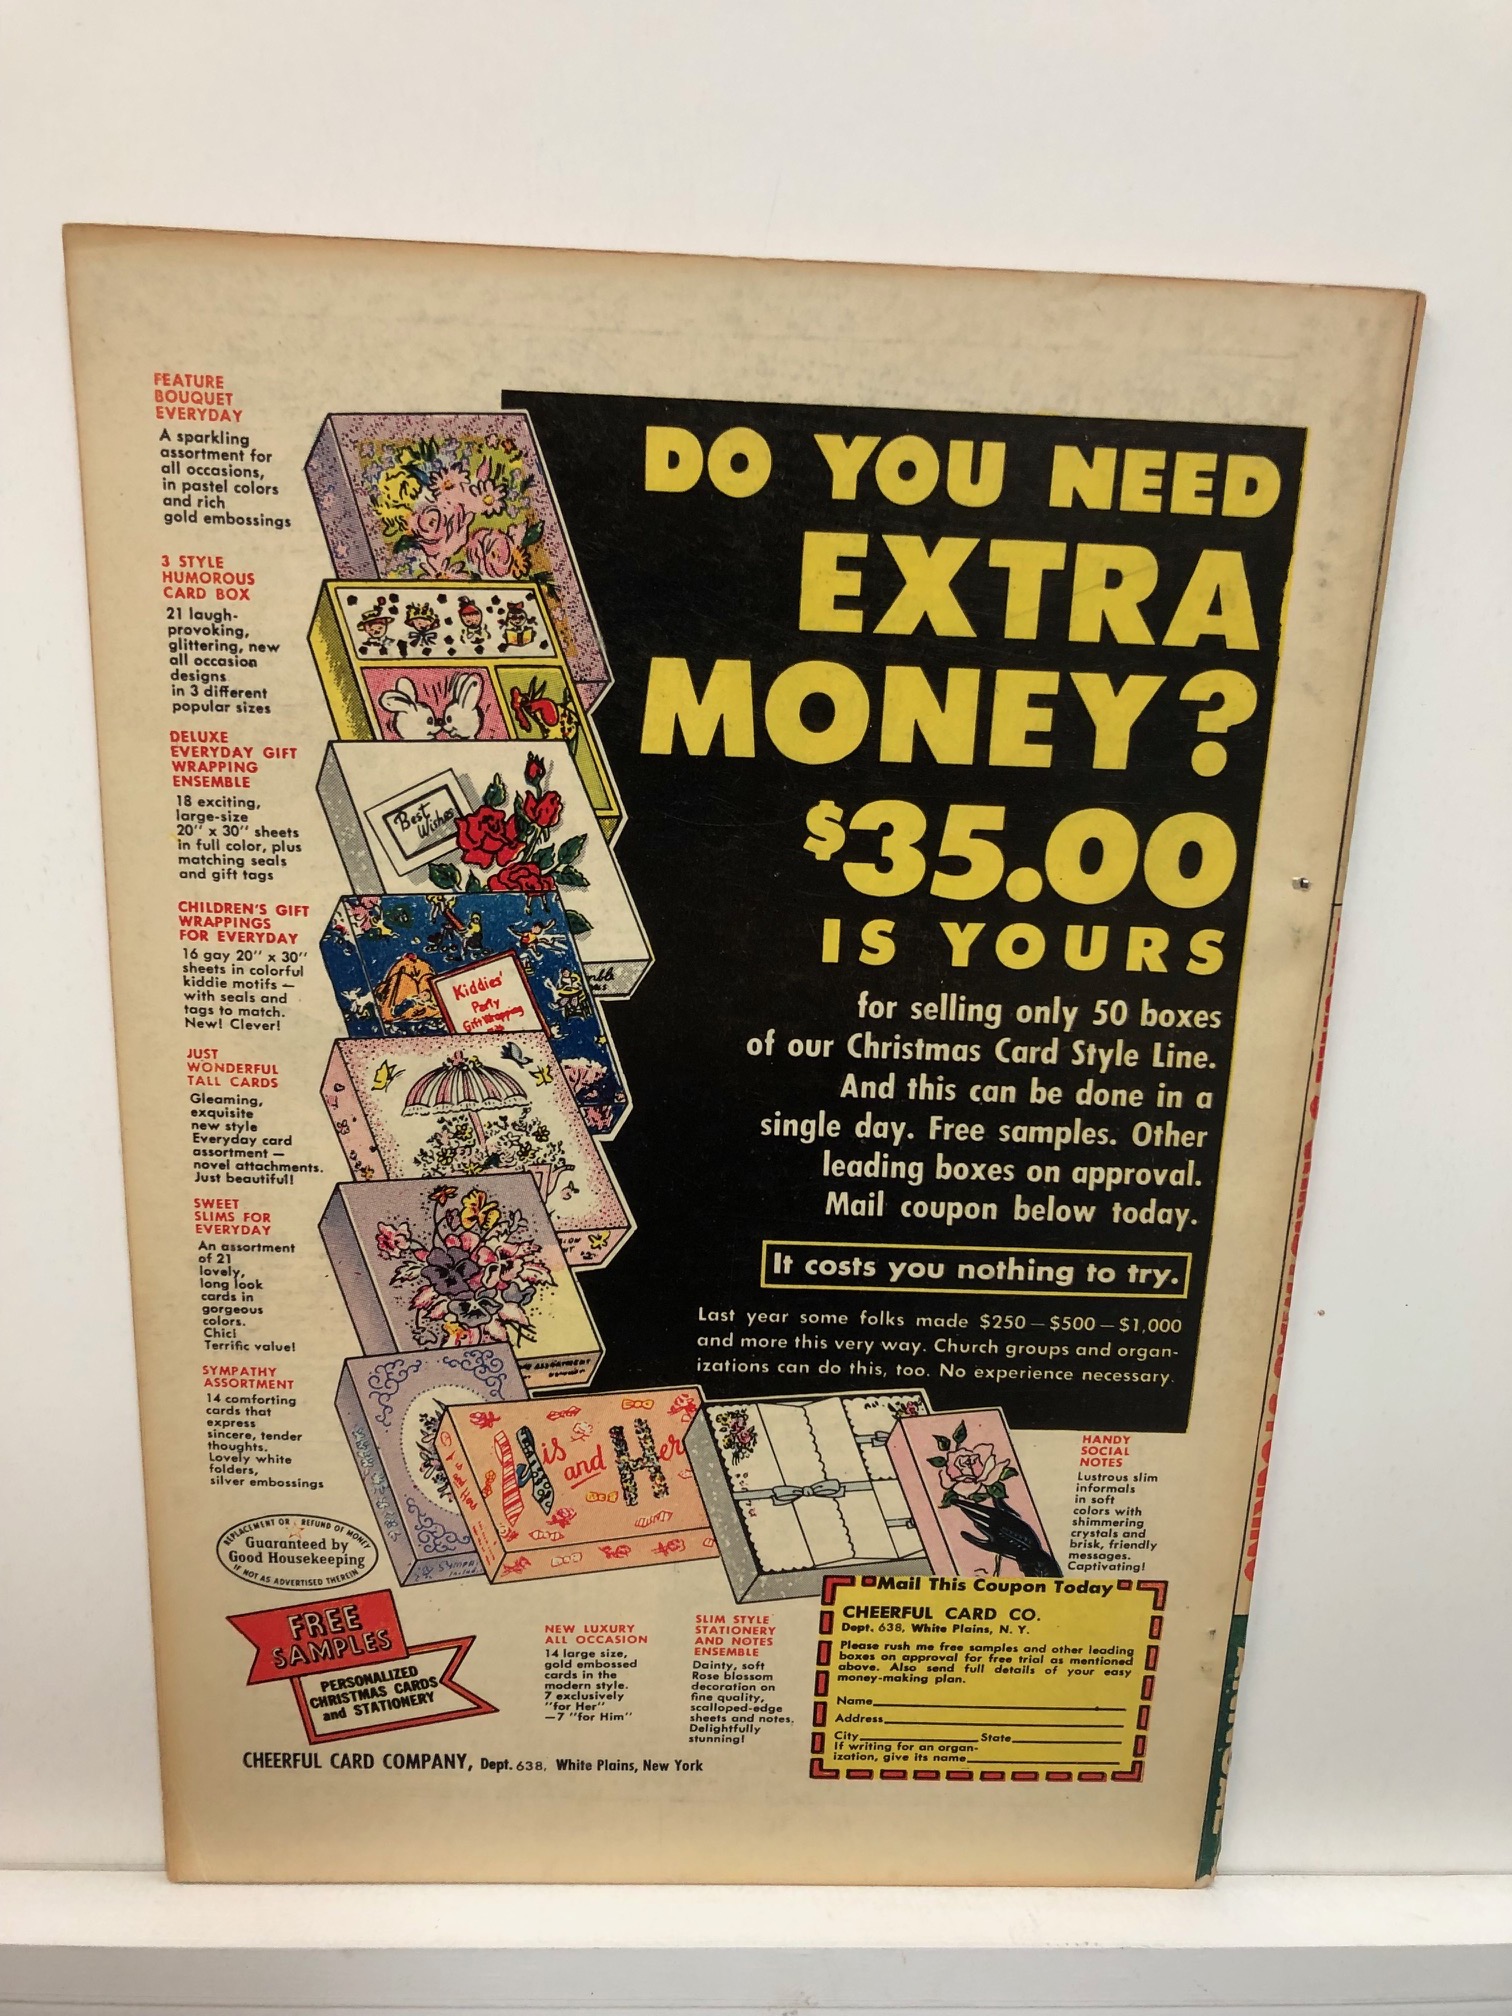 FEATURE
BOUQUET
EVERYDAY
A sparkling
assortment for
all occasions,
in pastel colors
and rich
gold embossings
3 STYLE
HUMOROUS
CARD BOX
21 laugh-
provoking,
glittering, new
all occasion
designs
in 3 different
popular sizes
DELUXE
EVERYDAY GIFT
WRAPPING
ENSEMBLE
18 exciting,
large-size
20" x 30" sheets
in full color, plus
matching seals
and gift tags
CHILDREN'S GIFT
WRAPPINGS
FOR EVERYDAY
16 gay 20" x 30"
sheets in colorful
kiddie motifs —
with seals and
tags to match.
New! Clever!
JUST
WONDERFUL
TALL CARDS
Gleaming,
exquisite
new style
Everyday card
assortment —
novel attachments.
Just beautiful!
SWEET
SLIMS FOR
EVERYDAY
An assortment
of 21
lovely,
long look
cards in
gorgeous
colors.
Chic!
Terrific value!
SYMPATHY
ASSORTMENT
14 comforting
cards that
express
sincere, tender
thoughts.
Lovely white
folders,
silver embossings
Best
Wishes
Kiddies'
Party
Gift Wrapping
His
and Hers
DO YOU NEED
EXTRA
MONEY?
$35.00
IS YOURS
for selling only 50 boxes
of our Christmas Card Style Line.
And this can be done in a
single day. Free samples. Other
leading boxes on approval.
Mail coupon below today.
It costs you nothing to try.
Last year some folks made $250 — $500 — $1,000
and more this very way. Church groups and organ-
izations can do this, too. No experience necessary.
HANDY
SOCIAL
NOTES
Lustrous slim
informals
in soft
colors with
shimmering
crystals and
brisk, friendly
messages.
Captivating!
REPLACEMENT OR REFUND OF MONEY
Guaranteed by
Good Housekeeping
IF NOT AS ADVERTISED THEREIN
FREE
SAMPLES
PERSONALIZED
CHRISTMAS CARDS
and STATIONERY
NEW LUXURY
ALL OCCASION
14 large size,
gold embossed
cards in the
modern style.
7 exclusively
"for Her"
—7 "for Him"
SLIM STYLE
STATIONERY
AND NOTES
ENSEMBLE
Dainty, soft
Rose blossom
decoration on
fine quality,
scalloped-edge
sheets and notes.
Delightfully
stunning!
Mail This Coupon Today
CHEERFUL CARD CO.
Dept. 638, White Plains, N. Y.
Please rush me free samples and other leading
boxes on approval for free trial as mentioned
above. Also send full details of your easy
money-making plan.
Name
Address
City State
If writing for an organ-
ization, give its name
CHEERFUL CARD COMPANY, Dept. 638, White Plains, New York